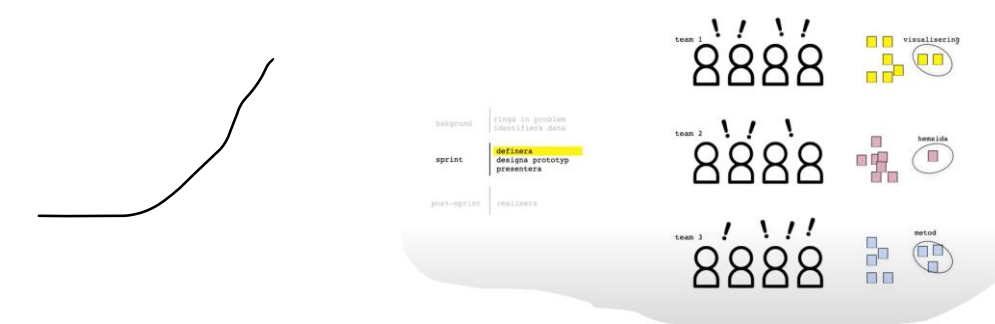 team 1
visualisering
bakgrund
ringa in problem
identifiera data
sprint
definera
designa prototyp
presentera
post-sprint
realisera
team 2
hemsida
team 3
metod